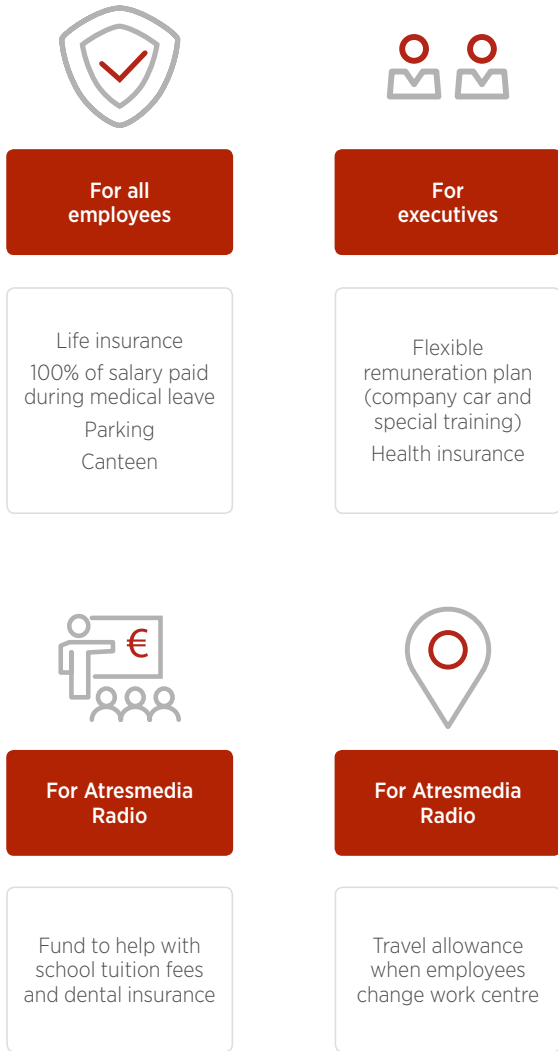 For all
employees
Life insurance
100% of salary paid
during medical leave
Parking
Canteen
For
executives
Flexible
remuneration plan
(company car and
special training)
Health insurance
€
For Atresmedia
Radio
Fund to help with
school tuition fees
and dental insurance
For Atresmedia
Radio
Travel allowance
when employees
change work centre